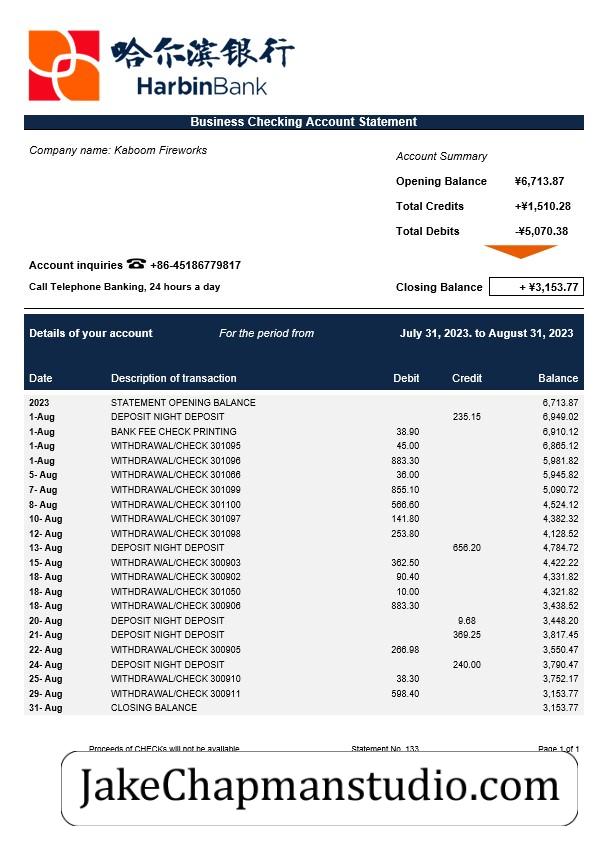 哈尔滨银行
HarbinBank
Business Checking Account Statement
Company name: Kaboom Fireworks
Account Summary
Opening Balance ¥6,713.87
Total Credits +¥1,510.28
Total Debits -¥5,070.38
Account inquiries ☎ +86-45186779817
Call Telephone Banking, 24 hours a day
Closing Balance + ¥3,153.77
Details of your account For the period from July 31, 2023. to August 31, 2023
Date Description of transaction Debit Credit Balance
2023 STATEMENT OPENING BALANCE 6,713.87
1-Aug DEPOSIT NIGHT DEPOSIT 235.15 6,949.02
1-Aug BANK FEE CHECK PRINTING 38.90 6,910.12
1-Aug WITHDRAWAL/CHECK 301095 45.00 6,865.12
1-Aug WITHDRAWAL/CHECK 301096 883.30 5,981.82
5- Aug WITHDRAWAL/CHECK 301066 36.00 5,945.82
7- Aug WITHDRAWAL/CHECK 301099 855.10 5,090.72
8- Aug WITHDRAWAL/CHECK 301100 566.60 4,524.12
10- Aug WITHDRAWAL/CHECK 301097 141.80 4,382.32
12- Aug WITHDRAWAL/CHECK 301098 253.80 4,128.52
13- Aug DEPOSIT NIGHT DEPOSIT 656.20 4,784.72
15- Aug WITHDRAWAL/CHECK 300903 362.50 4,422.22
18- Aug WITHDRAWAL/CHECK 300902 90.40 4,331.82
18- Aug WITHDRAWAL/CHECK 301050 10.00 4,321.82
18- Aug WITHDRAWAL/CHECK 300906 883.30 3,438.52
20- Aug DEPOSIT NIGHT DEPOSIT 9.68 3,448.20
21- Aug DEPOSIT NIGHT DEPOSIT 369.25 3,817.45
22- Aug WITHDRAWAL/CHECK 300905 266.98 3,550.47
24- Aug DEPOSIT NIGHT DEPOSIT 240.00 3,790.47
25- Aug WITHDRAWAL/CHECK 300910 38.30 3,752.17
29- Aug WITHDRAWAL/CHECK 300911 598.40 3,153.77
31- Aug CLOSING BALANCE 3,153.77
Proceeds of CHECKs will not be available Statement No. 133 Page 1 of 1
JakeChapmanstudio.com